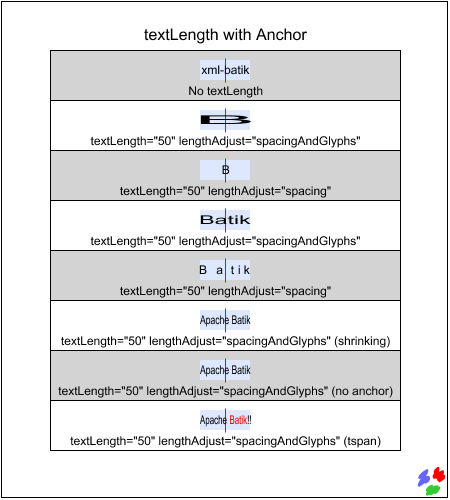 textLength with Anchor
xml-batik
No textLength
B
textLength="50" lengthAdjust="spacingAndGlyphs"
B
textLength="50" lengthAdjust="spacing"
Batik
textLength="50" lengthAdjust="spacingAndGlyphs"
B a t i k
textLength="50" lengthAdjust="spacing"
Apache Batik
textLength="50" lengthAdjust="spacingAndGlyphs" (shrinking)
Apache Batik
textLength="50" lengthAdjust="spacingAndGlyphs" (no anchor)
Apache Batik!!
textLength="50" lengthAdjust="spacingAndGlyphs" (tspan)